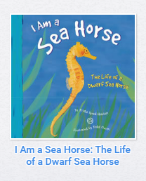 I Am a
Sea Horse
The Life of a
Dwarf Sea Horse
I Am a Sea Horse: The Life
of a Dwarf Sea Horse